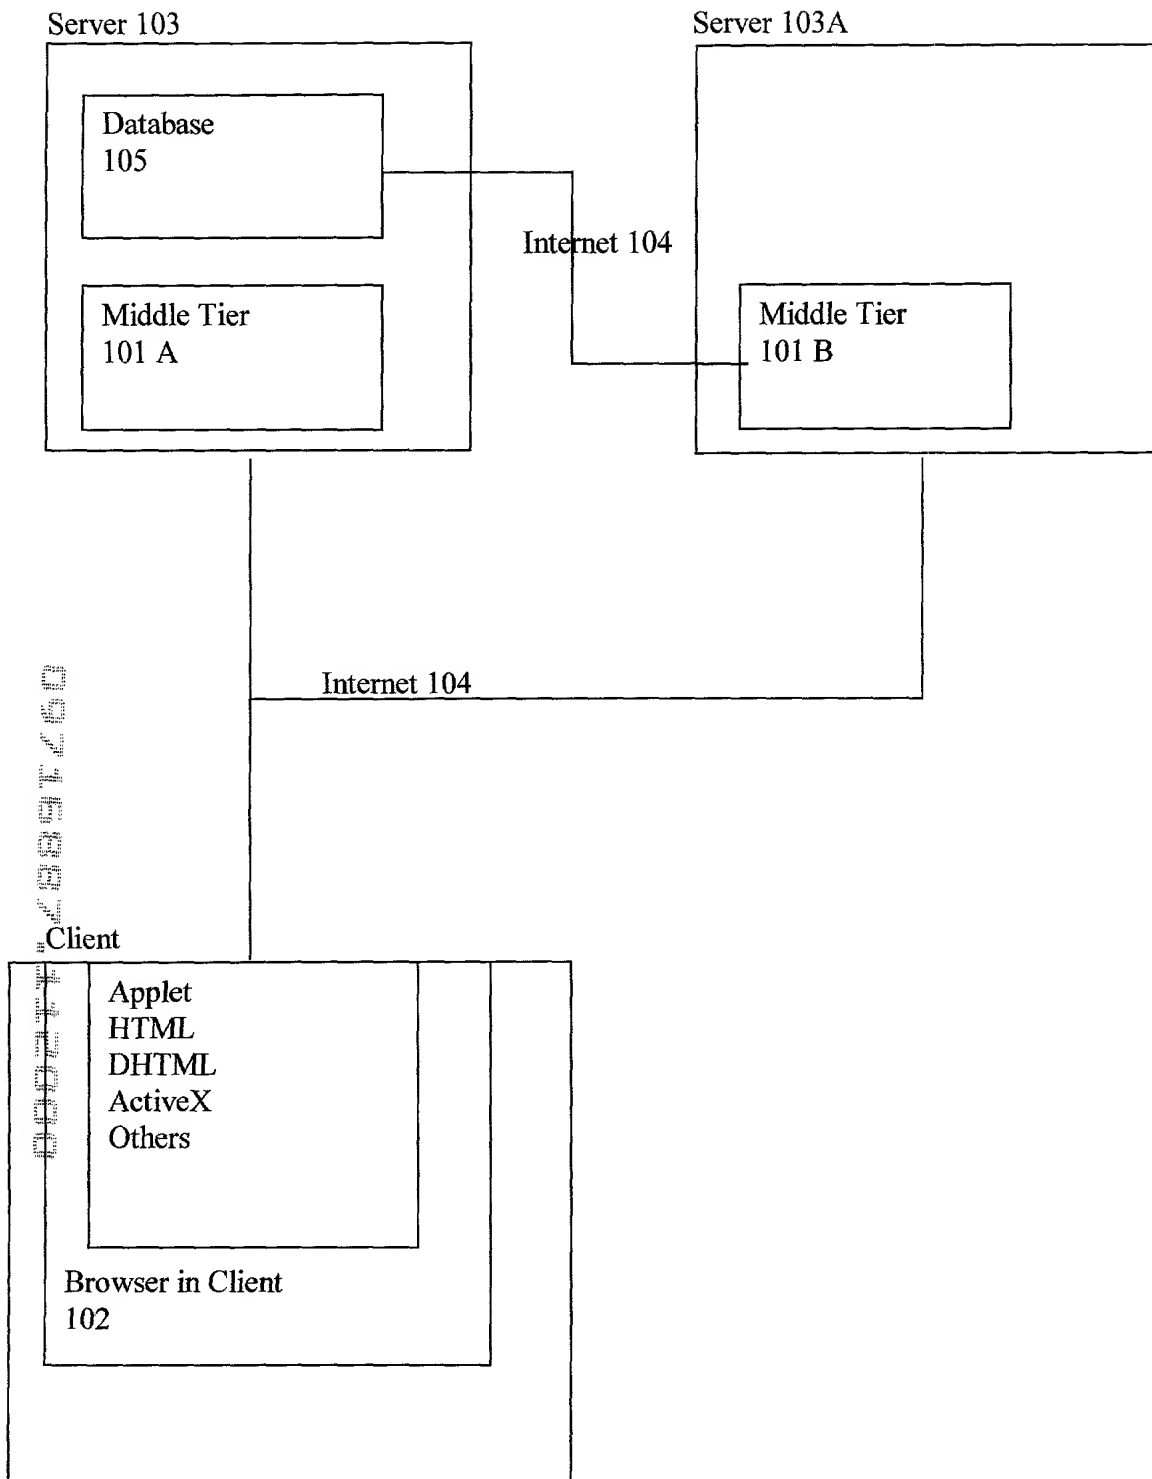 Server 103
Server 103A
Database
105
Internet 104
Middle Tier
101 A
Middle Tier
101 B
Internet 104
Client
Applet
HTML
DHTML
ActiveX
Others
Browser in Client
102